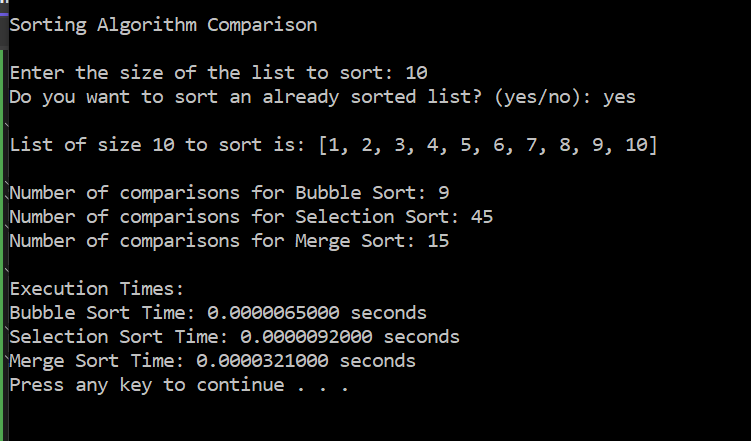 Sorting Algorithm Comparison
Enter the size of the list to sort: 10
Do you want to sort an already sorted list? (yes/no): yes
List of size 10 to sort is: [1, 2, 3, 4, 5, 6, 7, 8, 9, 10]
Number of comparisons for Bubble Sort: 9
Number of comparisons for Selection Sort: 45
Number of comparisons for Merge Sort: 15
Execution Times:
Bubble Sort Time: 0.0000065000 seconds
Selection Sort Time: 0.0000092000 seconds
Merge Sort Time: 0.0000321000 seconds
Press any key to continue . . .